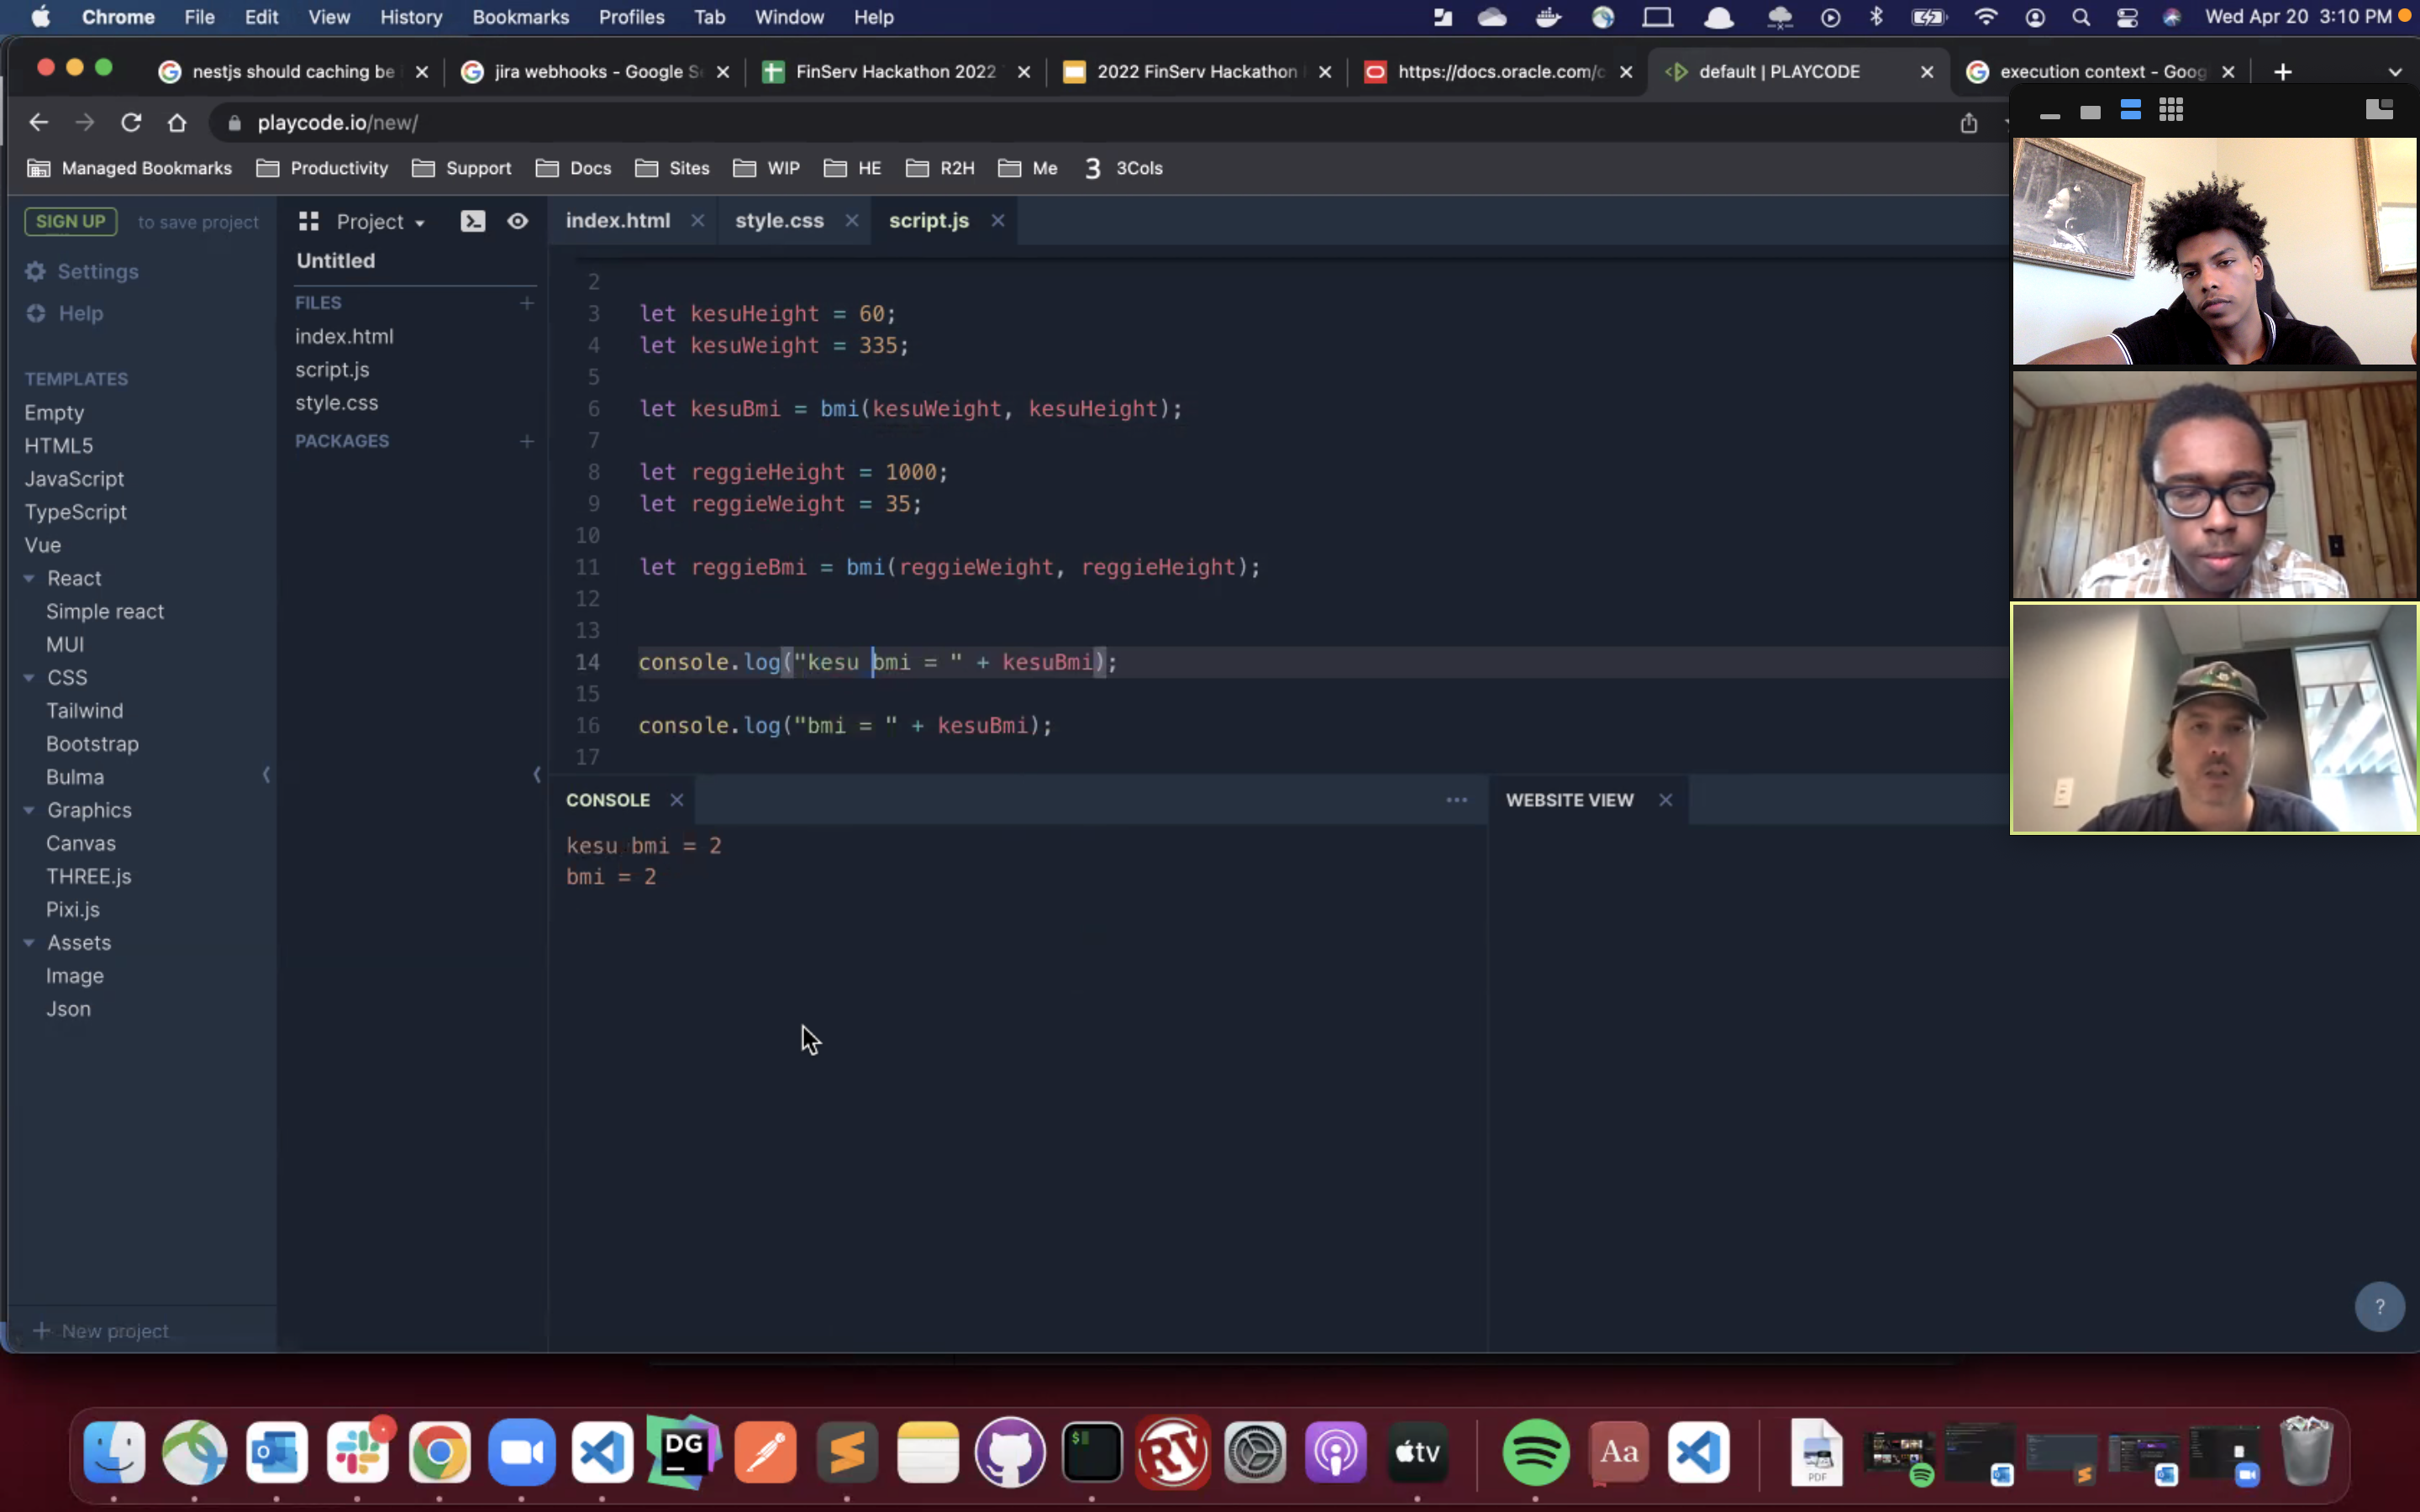 Chrome File Edit View History Bookmarks Profiles Tab Window Help Wed Apr 20 3:10 PM
nestjs should caching be
jira webhooks - Google Se
FinServ Hackathon 2022
2022 FinServ Hackathon
https://docs.oracle.com/c
default | PLAYCODE
execution context - Goog
playcode.io/new/
Managed Bookmarks Productivity Support Docs Sites WIP HE R2H Me 3 3Cols
SIGN UP to save project
Settings
Help
TEMPLATES
Empty
HTML5
JavaScript
TypeScript
Vue
React
Simple react
MUI
CSS
Tailwind
Bootstrap
Bulma
Graphics
Canvas
THREE.js
Pixi.js
Assets
Image
Json
+ New project
Project
Untitled
FILES +
index.html
script.js
style.css
PACKAGES +
index.html style.css script.js
2
3 let kesuHeight = 60;
4 let kesuWeight = 335;
5
6 let kesuBmi = bmi(kesuWeight, kesuHeight);
7
8 let reggieHeight = 1000;
9 let reggieWeight = 35;
10
11 let reggieBmi = bmi(reggieWeight, reggieHeight);
12
13
14 console.log("kesu bmi = " + kesuBmi);
15
16 console.log("bmi = " + kesuBmi);
17
CONSOLE
kesu bmi = 2
bmi = 2
WEBSITE VIEW
?
DG
$
RV
tv
Aa
PDF